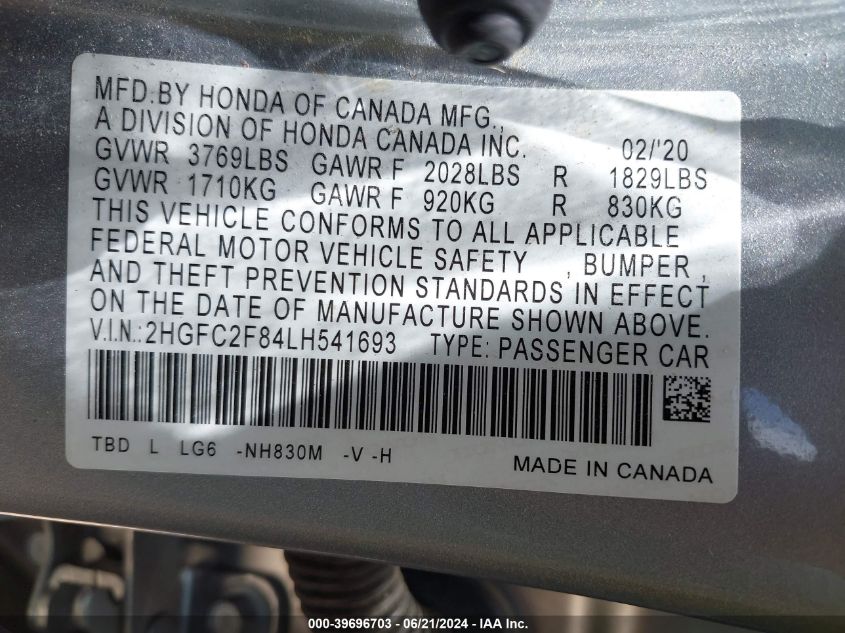 MFD.BY HONDA OF CANADA MFG.,
A DIVISION OF HONDA CANADA INC. 02/'20
GVWR 3769LBS GAWR F 2028LBS R 1829LBS
GVWR 1710KG GAWR F 920KG R 830KG
THIS VEHICLE CONFORMS TO ALL APPLICABLE
FEDERAL MOTOR VEHICLE SAFETY , BUMPER ,
AND THEFT PREVENTION STANDARDS IN EFFECT
ON THE DATE OF MANUFACTURE SHOWN ABOVE.
V.I.N.:2HGFC2F84LH541693 TYPE: PASSENGER CAR
TBD L LG6 -NH830M -V -H
MADE IN CANADA
000-39696703 - 06/21/2024 - IAA Inc.